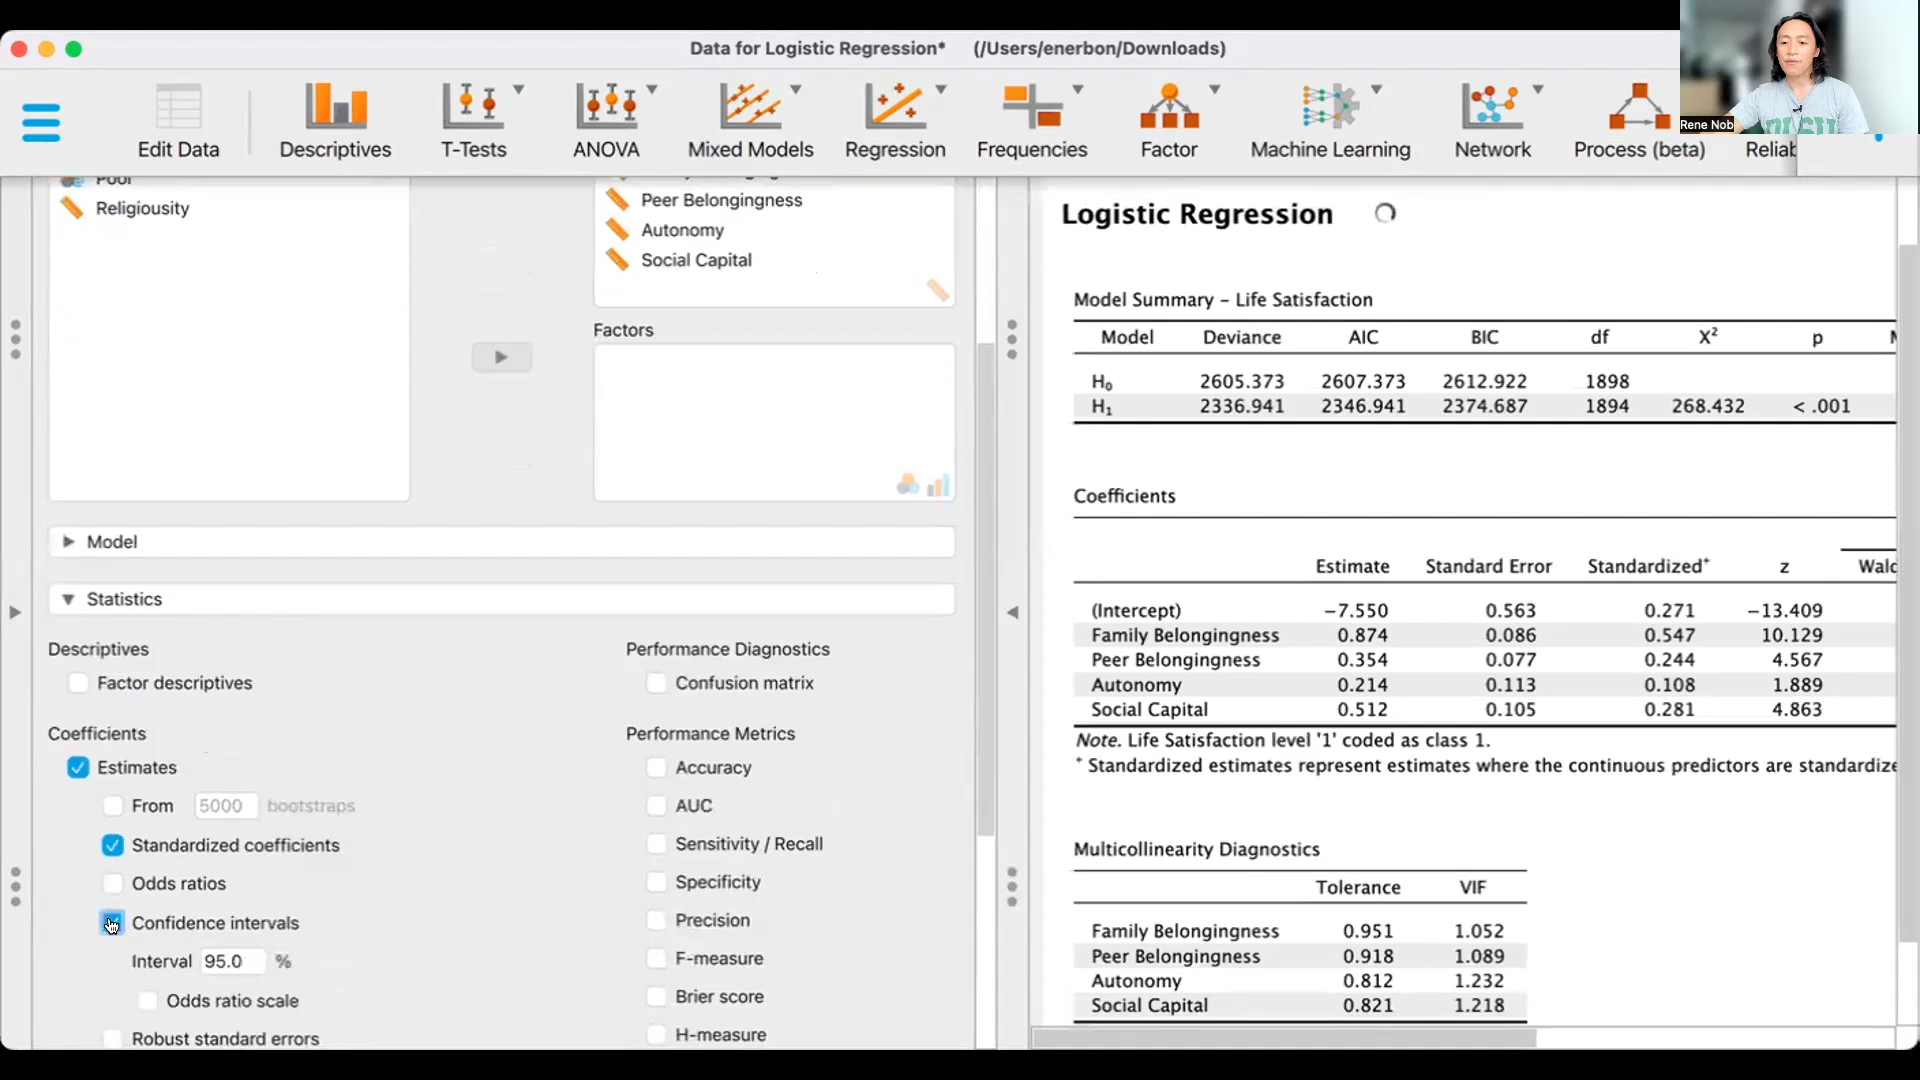 Data for Logistic Regression* (/Users/enerbon/Downloads)
Rene Nob
Edit Data
Descriptives
T-Tests
ANOVA
Mixed Models
Regression
Frequencies
Factor
Machine Learning
Network
Process (beta)
Reliab
Pool
Religiousity
Peer Belongingness
Autonomy
Social Capital
Factors
Model
Statistics
Descriptives
Factor descriptives
Coefficients
Estimates
From 5000 bootstraps
Standardized coefficients
Odds ratios
Confidence intervals
Interval 95.0 %
Odds ratio scale
Robust standard errors
Performance Diagnostics
Confusion matrix
Performance Metrics
Accuracy
AUC
Sensitivity / Recall
Specificity
Precision
F-measure
Brier score
H-measure
Logistic Regression
Model Summary - Life Satisfaction
Model Deviance AIC BIC df X² p
H₀ 2605.373 2607.373 2612.922 1898
H₁ 2336.941 2346.941 2374.687 1894 268.432 < .001
Coefficients
Estimate Standard Error Standardized⁺ z Wald
(Intercept) −7.550 0.563 0.271 −13.409
Family Belongingness 0.874 0.086 0.547 10.129
Peer Belongingness 0.354 0.077 0.244 4.567
Autonomy 0.214 0.113 0.108 1.889
Social Capital 0.512 0.105 0.281 4.863
Note. Life Satisfaction level '1' coded as class 1.
⁺ Standardized estimates represent estimates where the continuous predictors are standardize
Multicollinearity Diagnostics
Tolerance VIF
Family Belongingness 0.951 1.052
Peer Belongingness 0.918 1.089
Autonomy 0.812 1.232
Social Capital 0.821 1.218